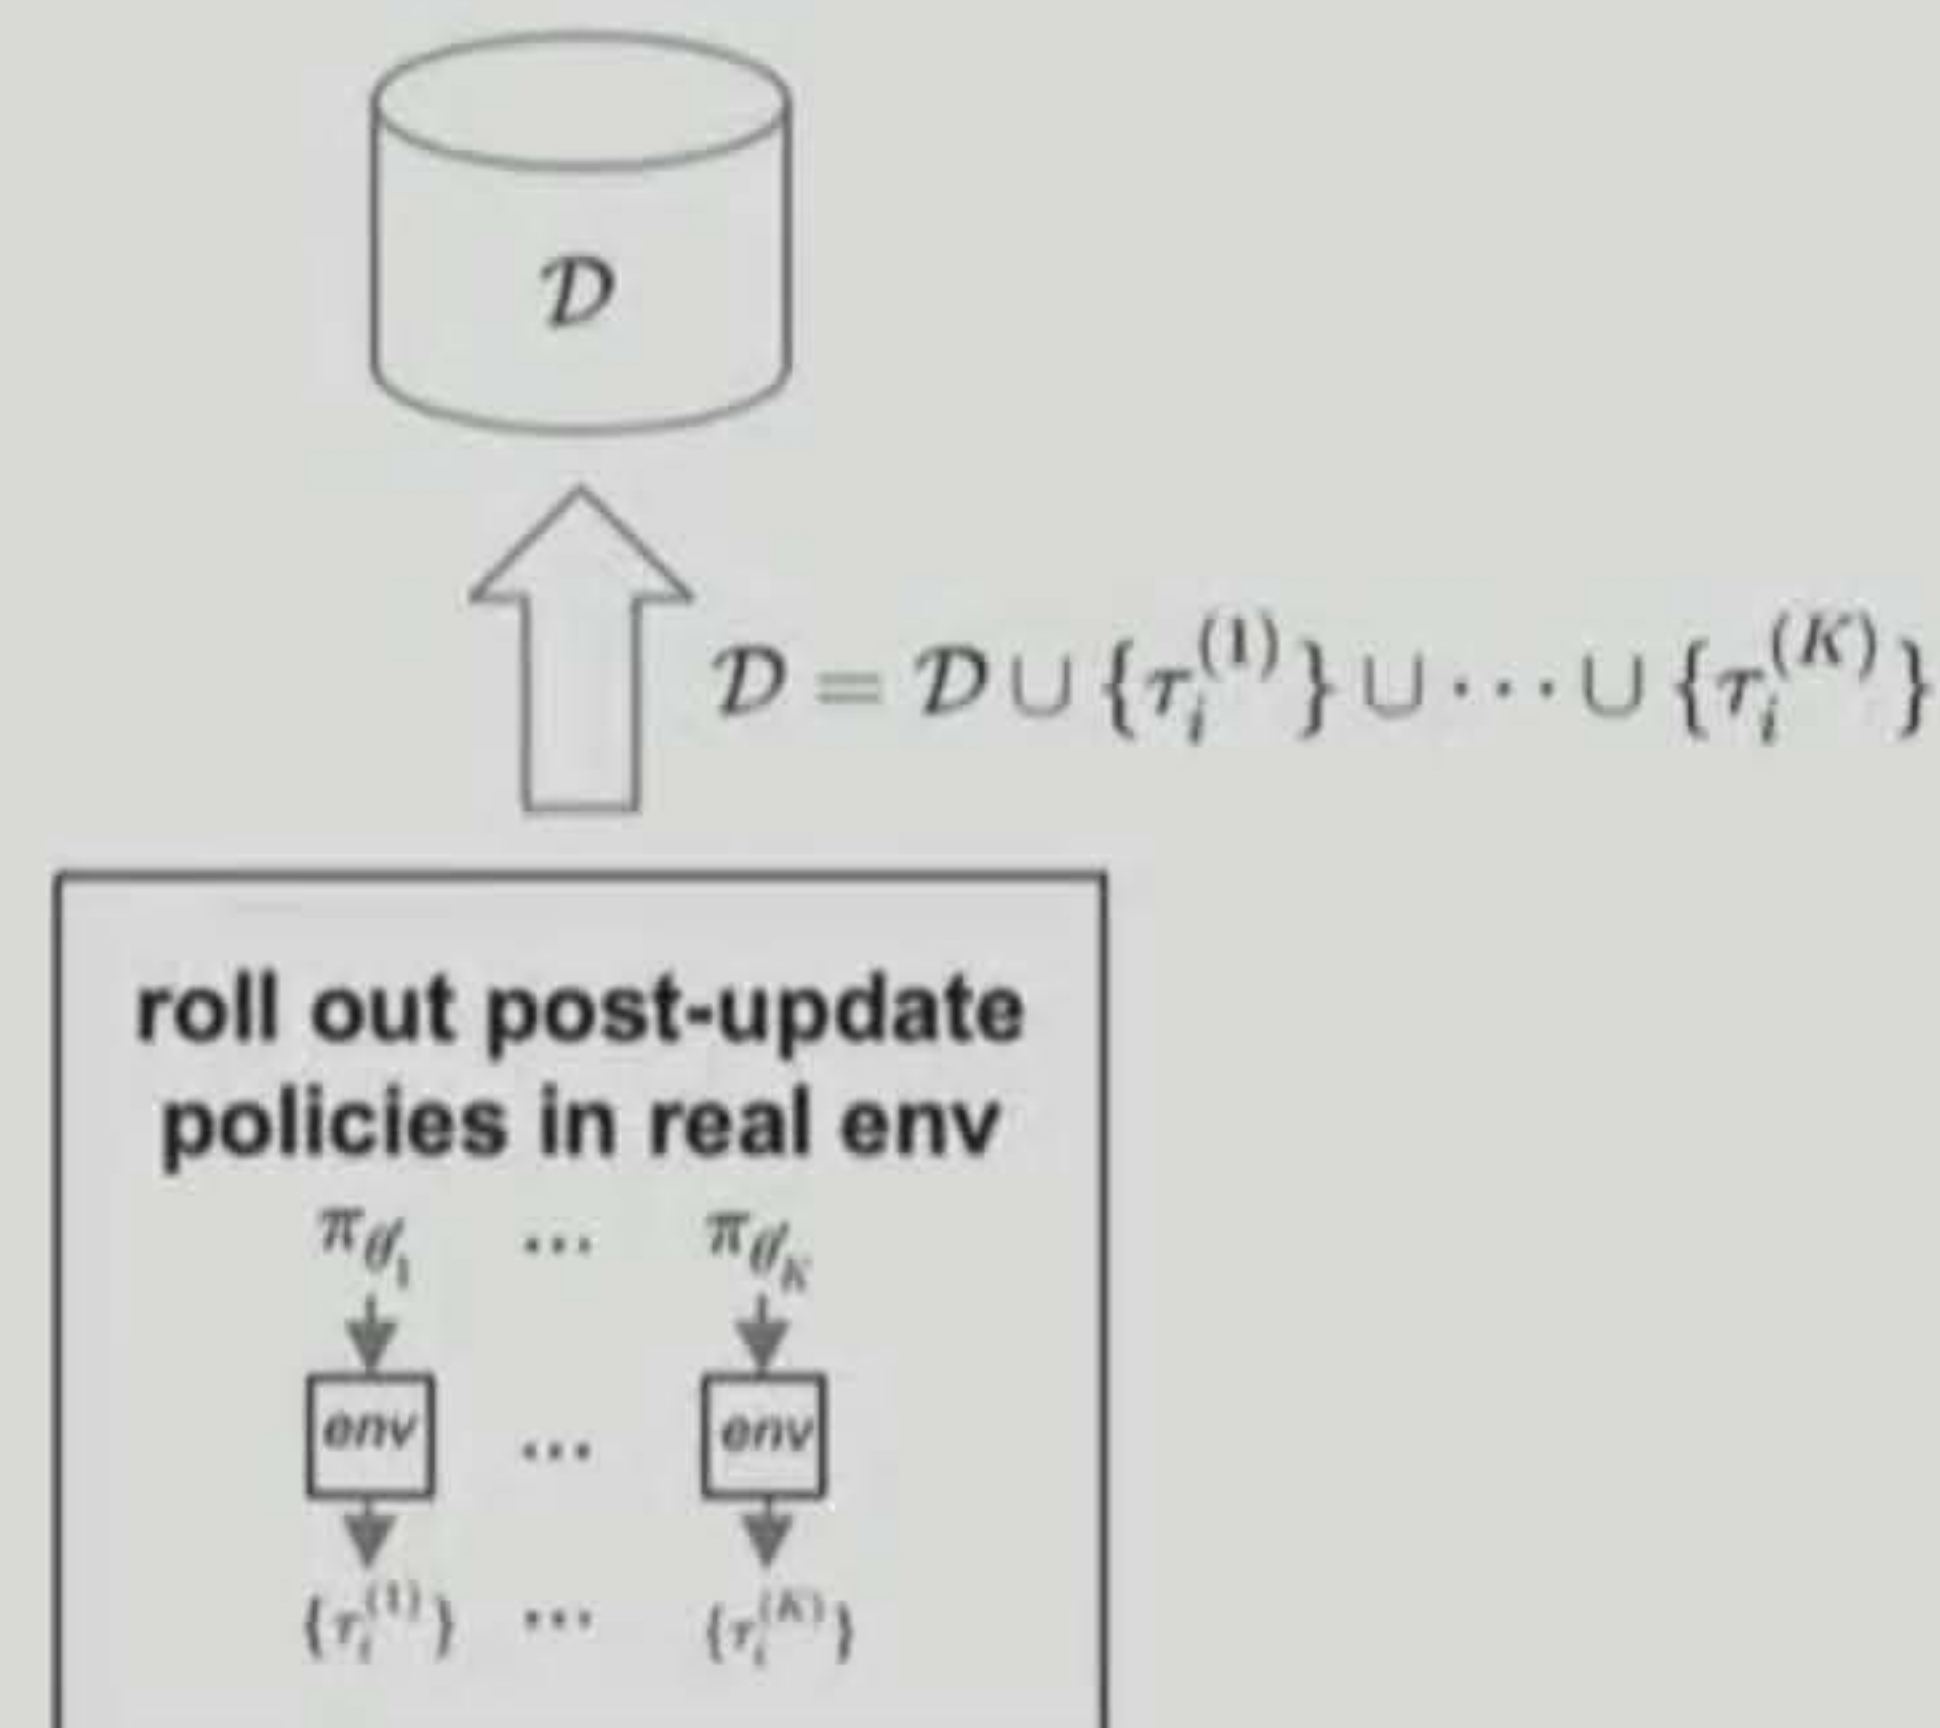 𝒟
𝒟 = 𝒟 ∪ {τ_i^(1)} ∪ ··· ∪ {τ_i^(K)}
roll out post-update
policies in real env
π_θ'_1 ... π_θ'_K
env ... env
{τ_i^(1)} ... {τ_i^(K)}